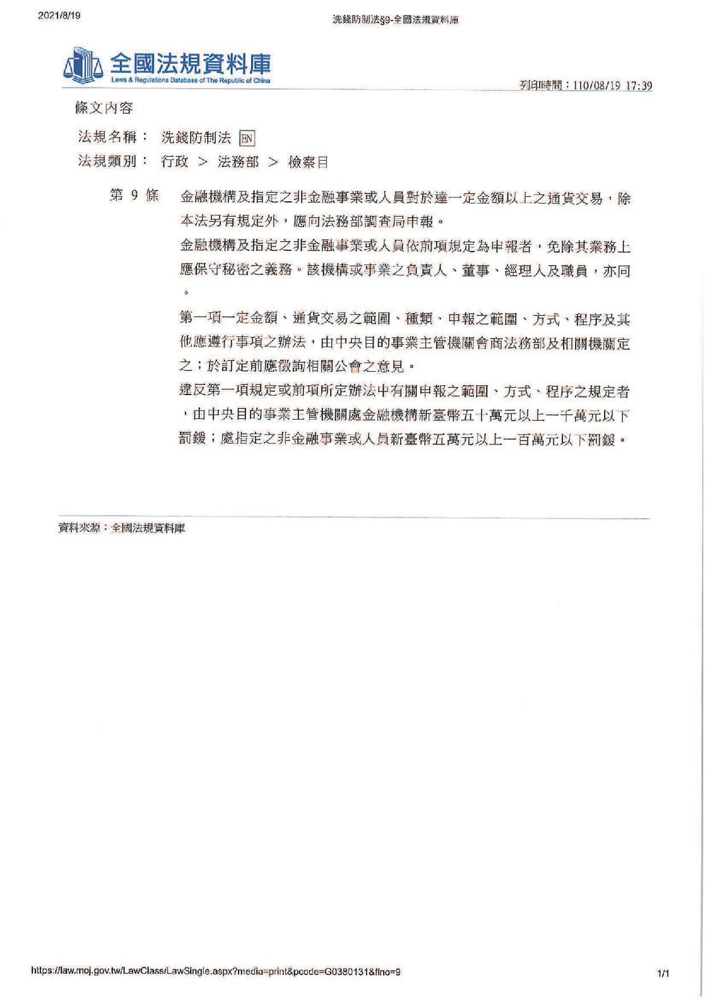 2021/8/19
洗錢防制法§9-全國法規資料庫
全國法規資料庫
Laws & Regulations Database of The Republic of China
列印時間：110/08/19 17:39
條文內容
法規名稱： 洗錢防制法 EN
法規類別： 行政 > 法務部 > 檢察目
第 9 條 金融機構及指定之非金融事業或人員對於達一定金額以上之通貨交易，除
本法另有規定外，應向法務部調查局申報。
金融機構及指定之非金融事業或人員依前項規定為申報者，免除其業務上
應保守秘密之義務。該機構或事業之負責人、董事、經理人及職員，亦同
。
第一項一定金額、通貨交易之範圍、種類、申報之範圍、方式、程序及其
他應遵行事項之辦法，由中央目的事業主管機關會商法務部及相關機關定
之；於訂定前應徵詢相關公會之意見。
違反第一項規定或前項所定辦法中有關申報之範圍、方式、程序之規定者
，由中央目的事業主管機關處金融機構新臺幣五十萬元以上一千萬元以下
罰鍰；處指定之非金融事業或人員新臺幣五萬元以上一百萬元以下罰鍰。
資料來源：全國法規資料庫
https://law.moj.gov.tw/LawClass/LawSingle.aspx?media=print&pcode=G0380131&flno=9
1/1